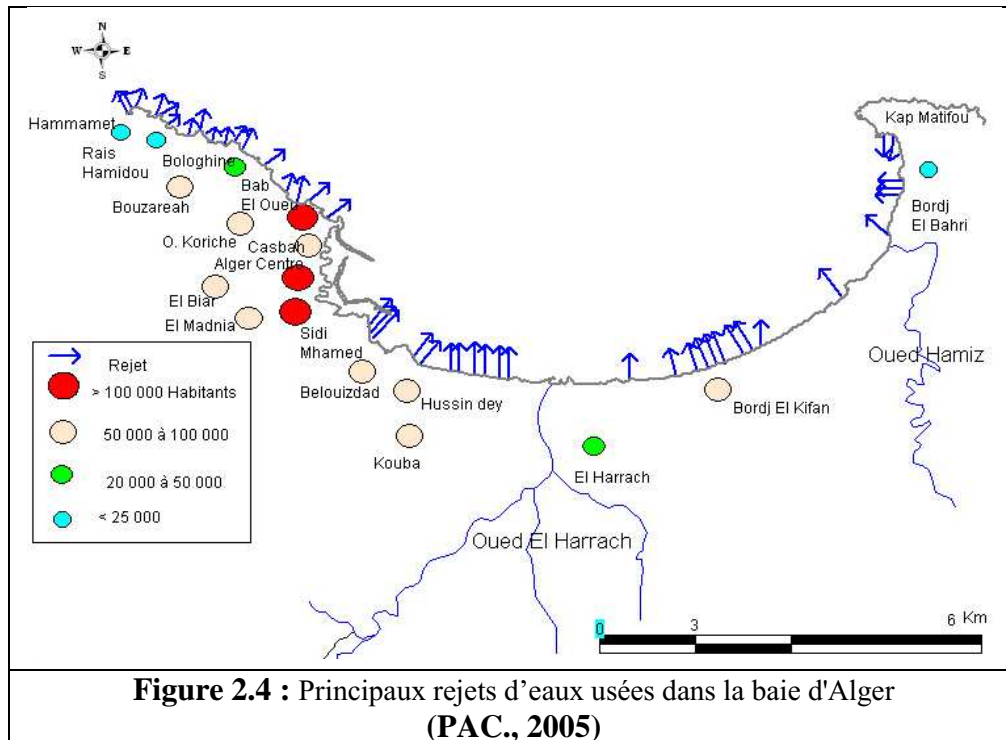 N
W E
S
Hammamet
Rais
Hamidou
Bologhine
Bouzareah
Bab
El Oued
O. Koriche
Casbah
Alger Centre
El Biar
El Madnia
Sidi
Mhamed
Belouizdad
Hussin dey
Kouba
Kap Matifou
Bordj
El Bahri
Oued Hamiz
Bordj El Kifan
El Harrach
Oued El Harrach
Rejet
> 100 000 Habitants
50 000 à 100 000
20 000 à 50 000
< 25 000
0 3 6 Km
Figure 2.4 : Principaux rejets d'eaux usées dans la baie d'Alger
(PAC., 2005)